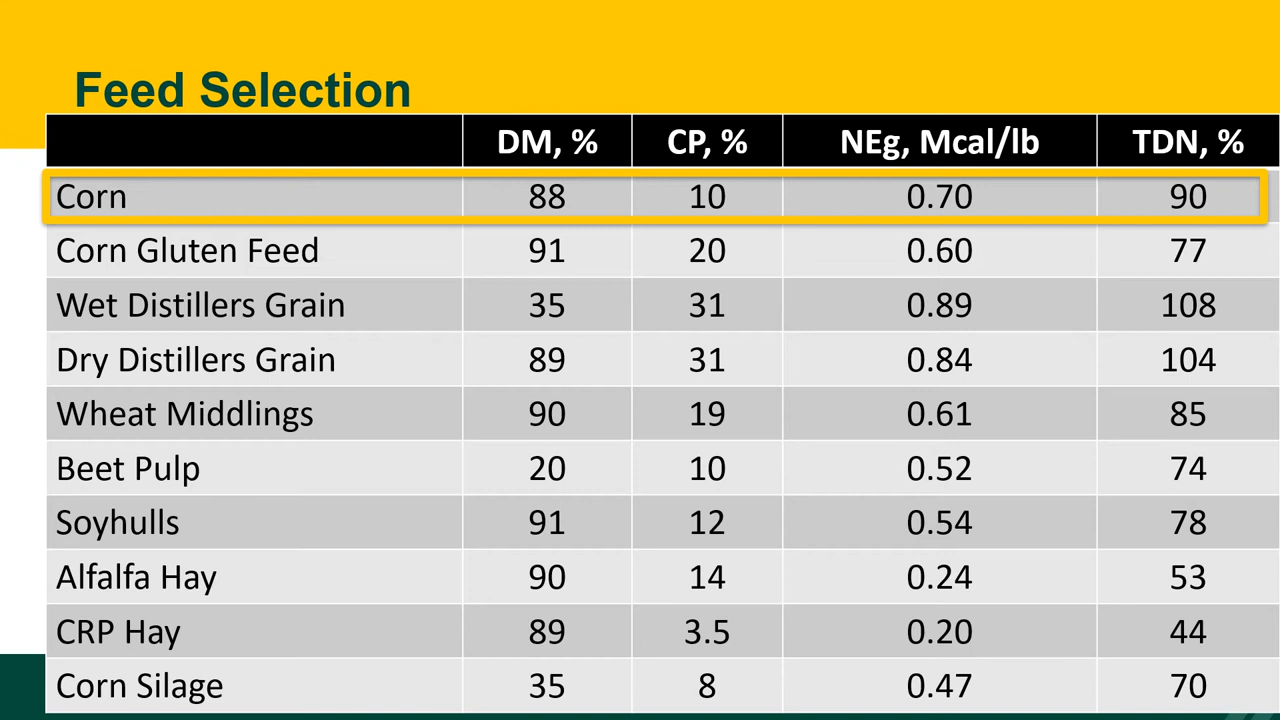 Feed Selection
DM, % CP, % NEg, Mcal/lb TDN, %
Corn 88 10 0.70 90
Corn Gluten Feed 91 20 0.60 77
Wet Distillers Grain 35 31 0.89 108
Dry Distillers Grain 89 31 0.84 104
Wheat Middlings 90 19 0.61 85
Beet Pulp 20 10 0.52 74
Soyhulls 91 12 0.54 78
Alfalfa Hay 90 14 0.24 53
CRP Hay 89 3.5 0.20 44
Corn Silage 35 8 0.47 70